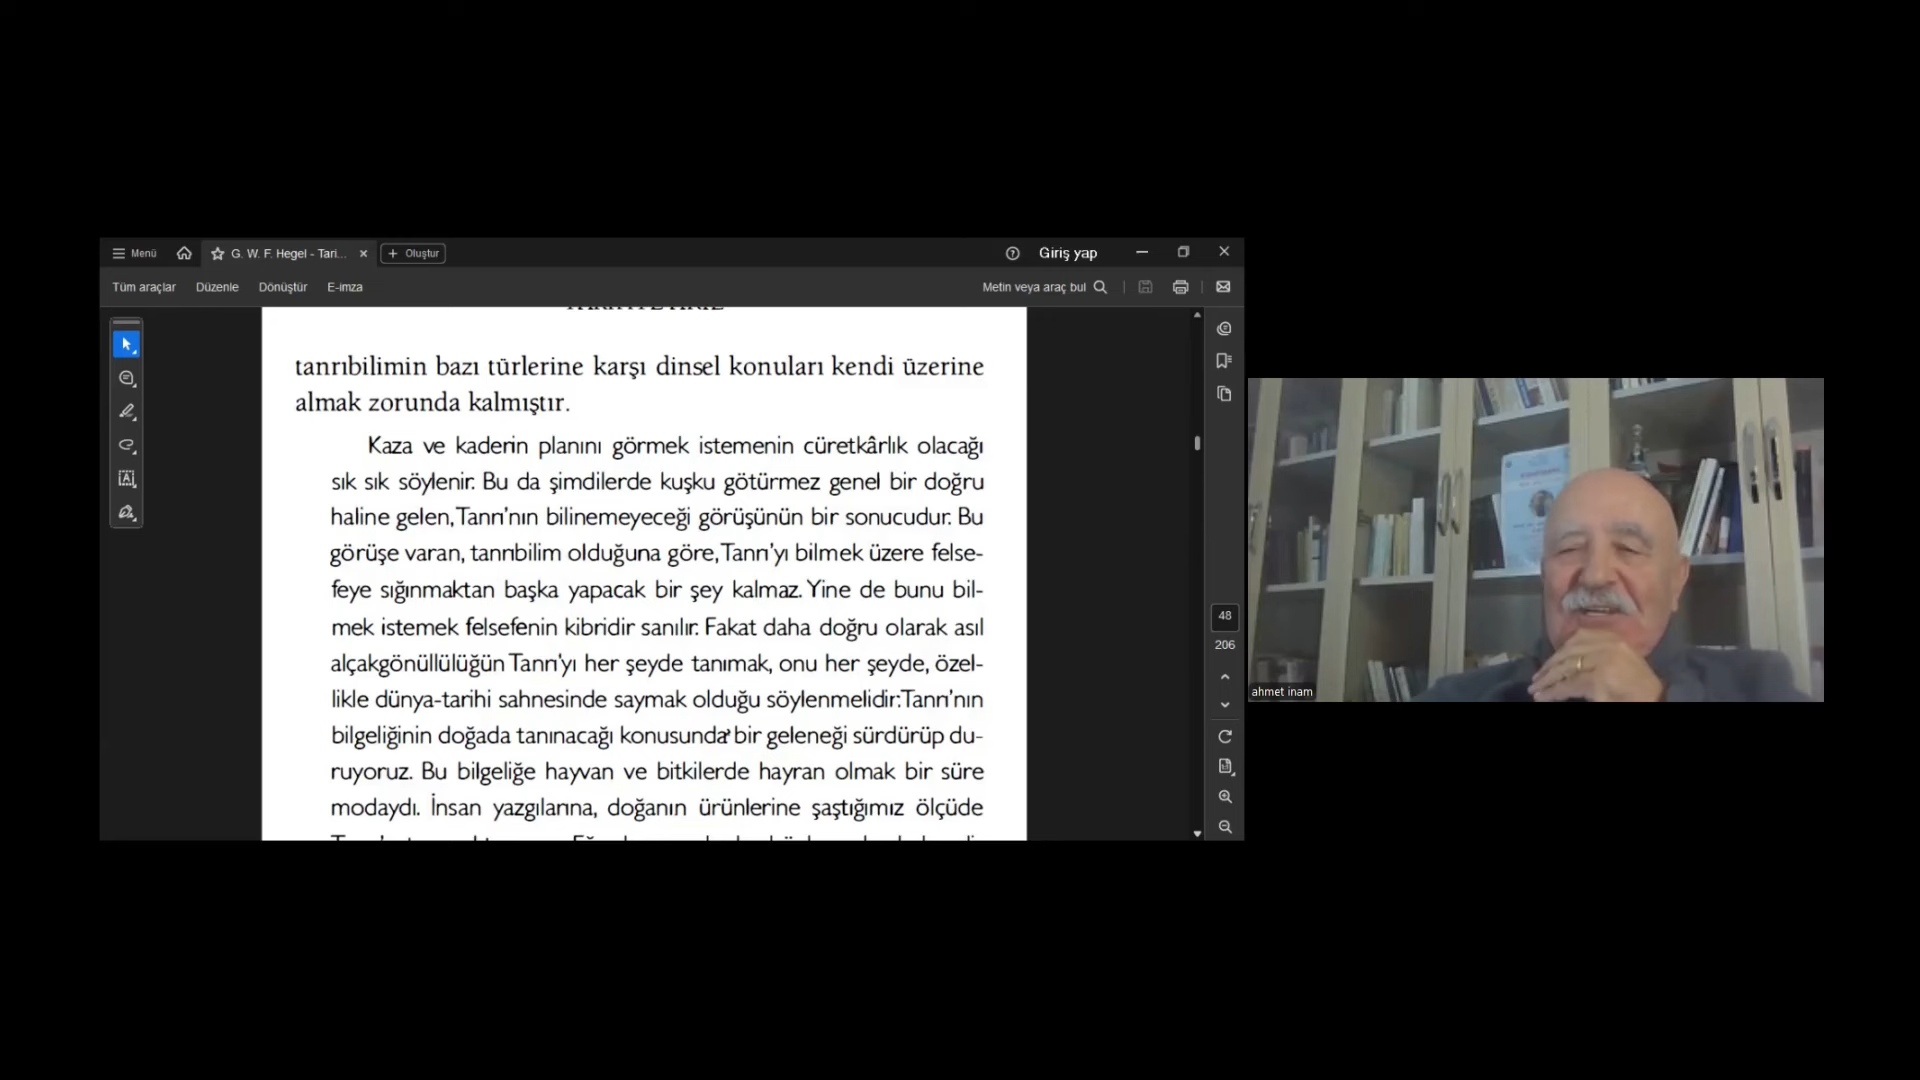 Menü
G. W. F. Hegel - Tari...
Oluştur
Giriş yap
Tüm araçlar
Düzenle
Dönüştür
E-imza
Metin veya araç bul
tanrıbilimin bazı türlerine karşı dinsel konuları kendi üzerine
almak zorunda kalmıştır.
Kaza ve kaderin planını görmek istemenin cüretkârlık olacağı
sık sık söylenir. Bu da şimdilerde kuşku götürmez genel bir doğru
haline gelen, Tanrı'nın bilinemeyeceği görüşünün bir sonucudur. Bu
görüşe varan, tanrıbilim olduğuna göre, Tanrı'yı bilmek üzere felse-
feye sığınmaktan başka yapacak bir şey kalmaz. Yine de bunu bil-
mek istemek felsefenin kibridir sanılır. Fakat daha doğru olarak asıl
alçakgönüllülüğün Tanrı'yı her şeyde tanımak, onu her şeyde, özel-
likle dünya-tarihi sahnesinde saymak olduğu söylenmelidir. Tanrı'nın
bilgeliğinin doğada tanınacağı konusunda bir geleneği sürdürüp du-
ruyoruz. Bu bilgeliğe hayvan ve bitkilerde hayran olmak bir süre
modaydı. İnsan yazgılarına, doğanın ürünlerine şaştığımız ölçüde
48
206
ahmet inam